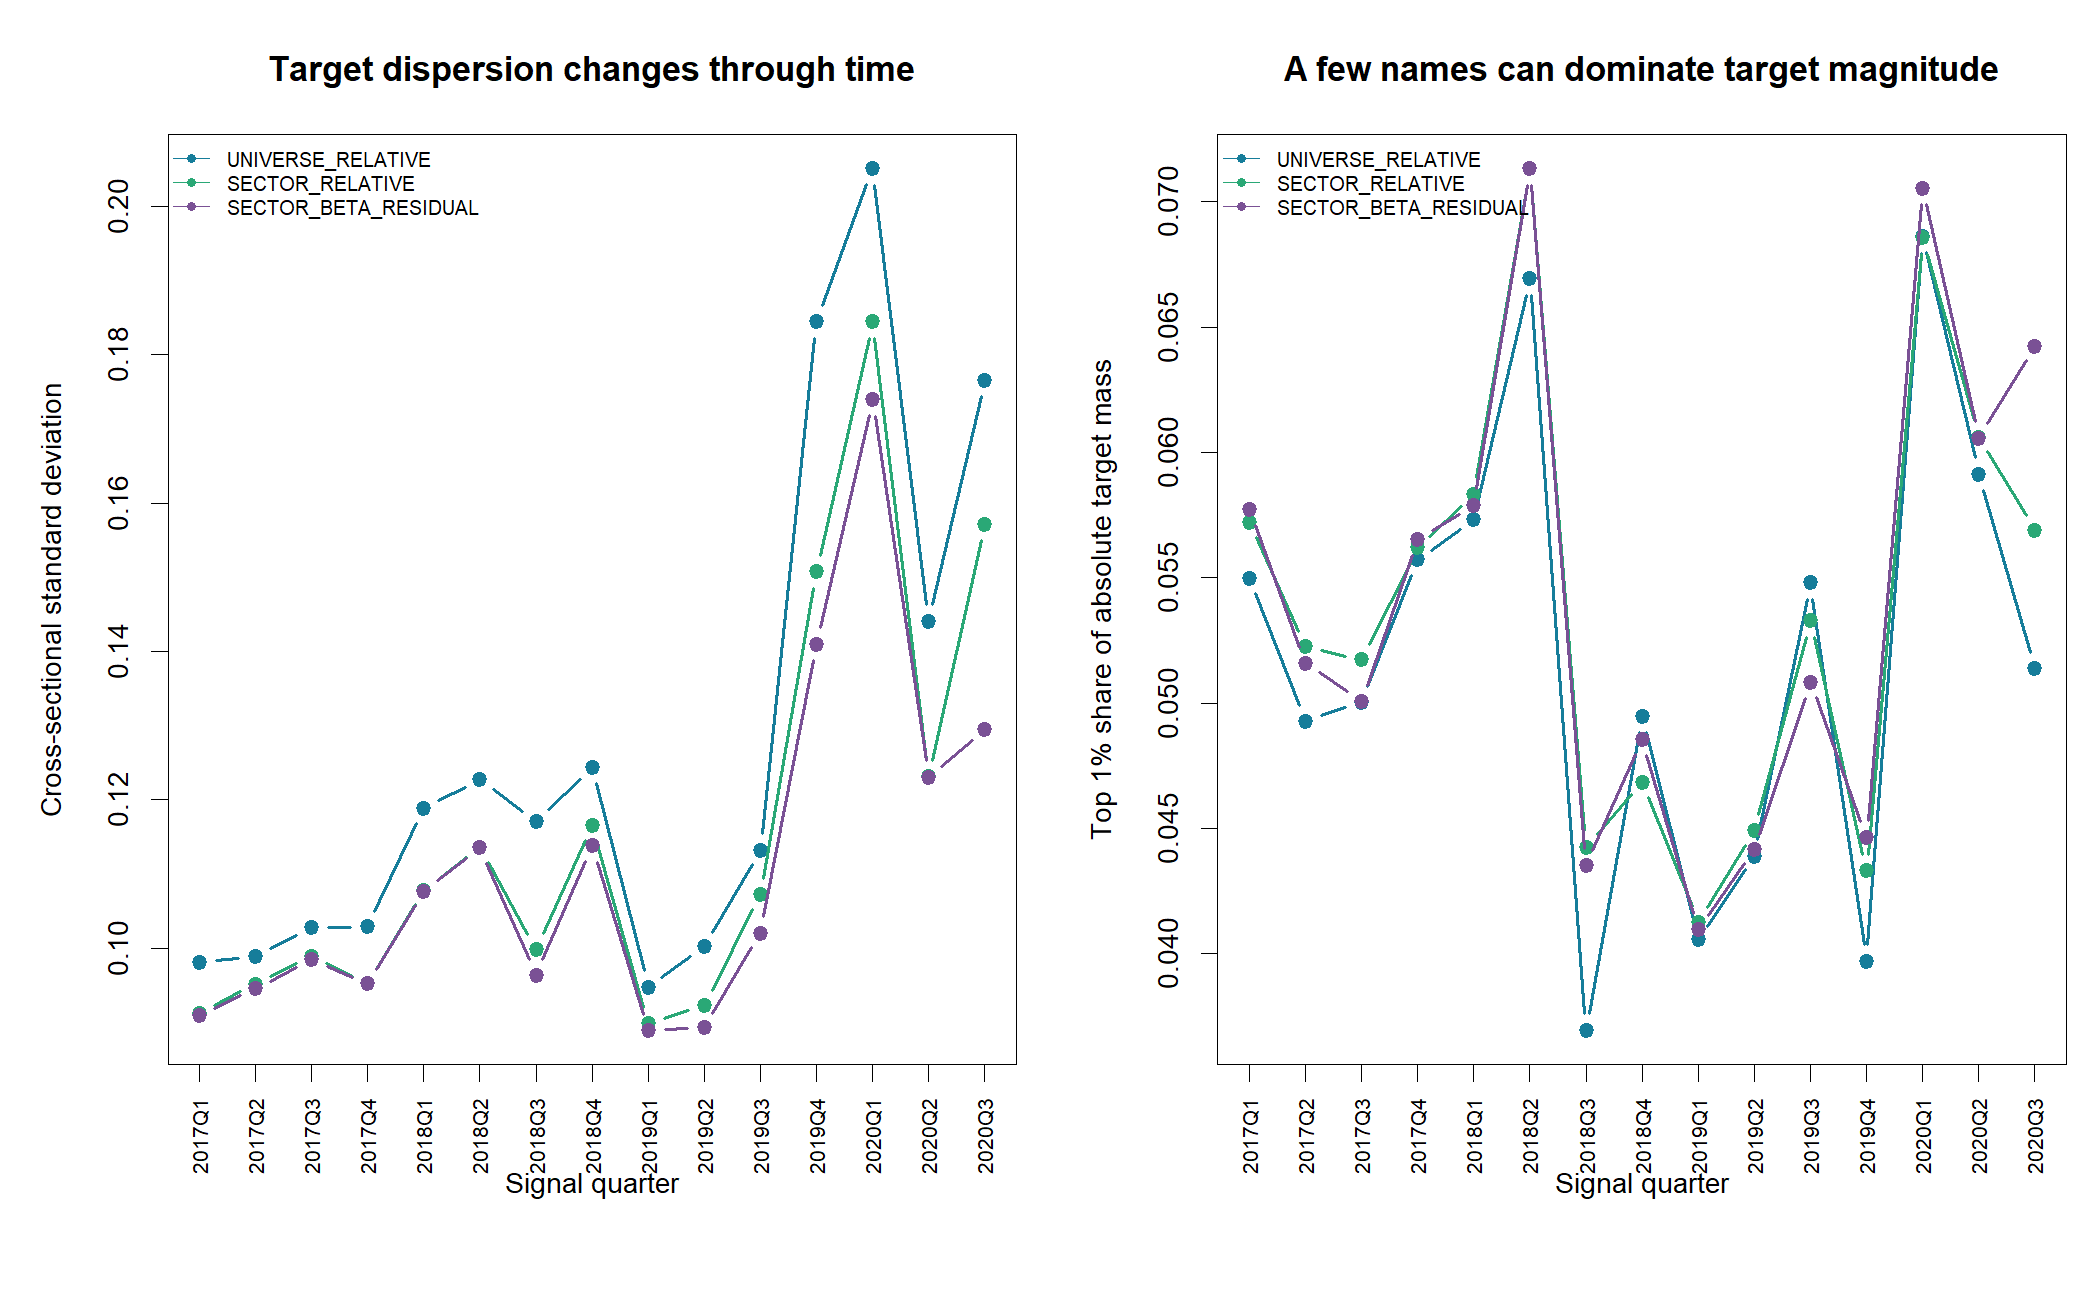 Target dispersion changes through time
UNIVERSE_RELATIVE
SECTOR_RELATIVE
SECTOR_BETA_RESIDUAL
Cross-sectional standard deviation
0.20
0.18
0.16
0.14
0.12
0.10
2017Q1
2017Q2
2017Q3
2017Q4
2018Q1
2018Q2
2018Q3
2018Q4
2019Q1
2019Q2
2019Q3
2019Q4
2020Q1
2020Q2
2020Q3
Signal quarter
A few names can dominate target magnitude
UNIVERSE_RELATIVE
SECTOR_RELATIVE
SECTOR_BETA_RESIDUAL
Top 1% share of absolute target mass
0.070
0.065
0.060
0.055
0.050
0.045
0.040
2017Q1
2017Q2
2017Q3
2017Q4
2018Q1
2018Q2
2018Q3
2018Q4
2019Q1
2019Q2
2019Q3
2019Q4
2020Q1
2020Q2
2020Q3
Signal quarter